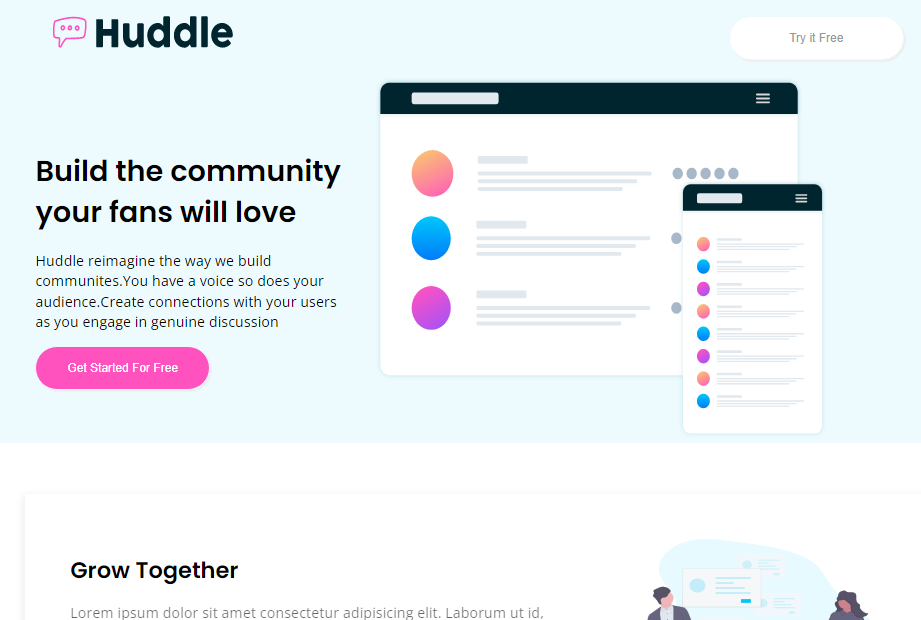 Huddle
Try it Free
Build the community
your fans will love
Huddle reimagine the way we build
communites.You have a voice so does your
audience.Create connections with your users
as you engage in genuine discussion
Get Started For Free
Grow Together
Lorem ipsum dolor sit amet consectetur adipisicing elit. Laborum ut id,